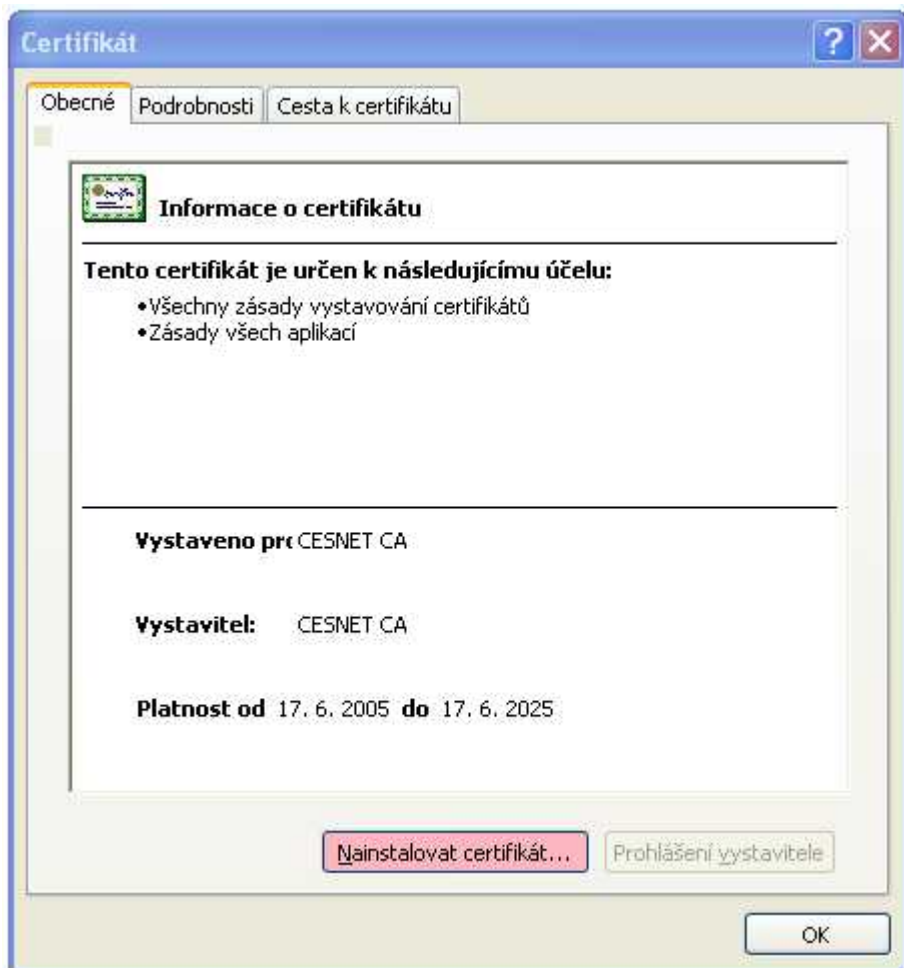 Certifikát
Obecné Podrobnosti Cesta k certifikátu
Informace o certifikátu
Tento certifikát je určen k následujícímu účelu:
•Všechny zásady vystavování certifikátů
•Zásady všech aplikací
Vystaveno pro CESNET CA
Vystavitel: CESNET CA
Platnost od 17. 6. 2005 do 17. 6. 2025
Nainstalovat certifikát... Prohlášení vystavitele
OK